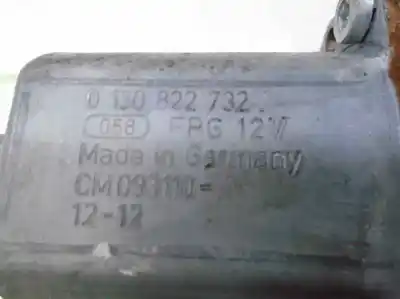 0 130 822 732
058 FPG 12V
Made in Germany
CM093110=
12-12